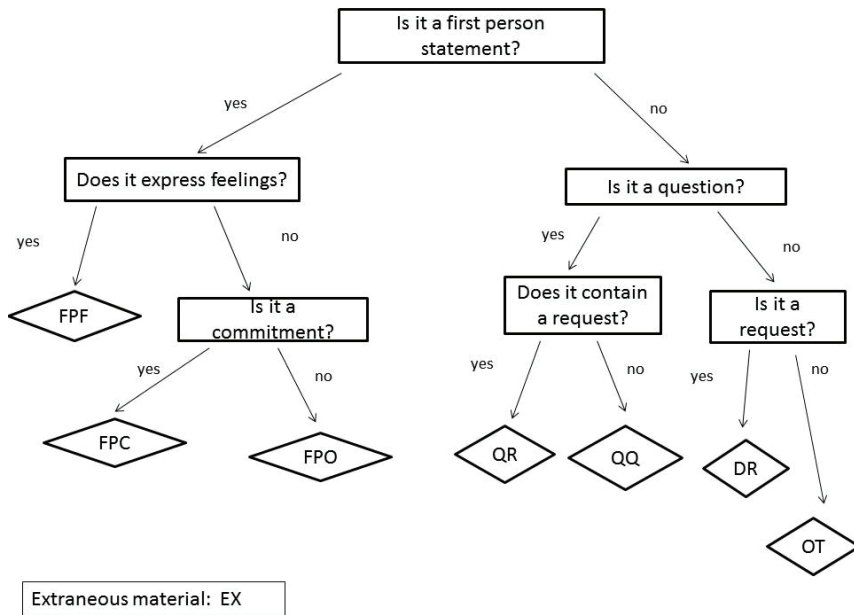 Is it a first person
statement?
yes
no
Does it express feelings?
Is it a question?
yes
no
yes
no
FPF
Is it a
commitment?
Does it contain
a request?
Is it a
request?
yes
no
yes
no
yes
no
FPC
FPO
QR
QQ
DR
OT
Extraneous material: EX